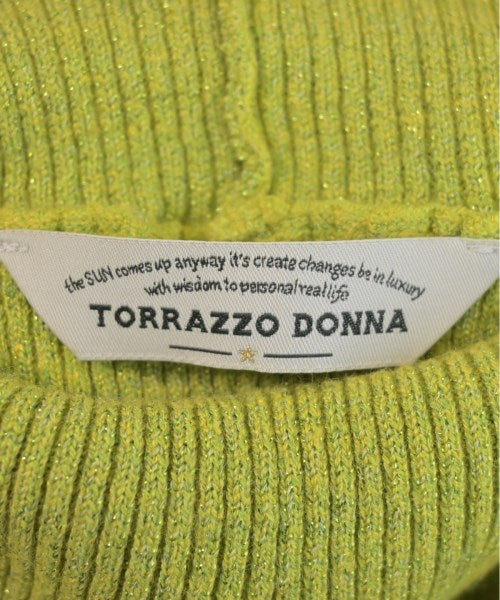 the SUN comes up anyway it's create changes be in luxury
with wisdom to personal real life
TORRAZZO DONNA